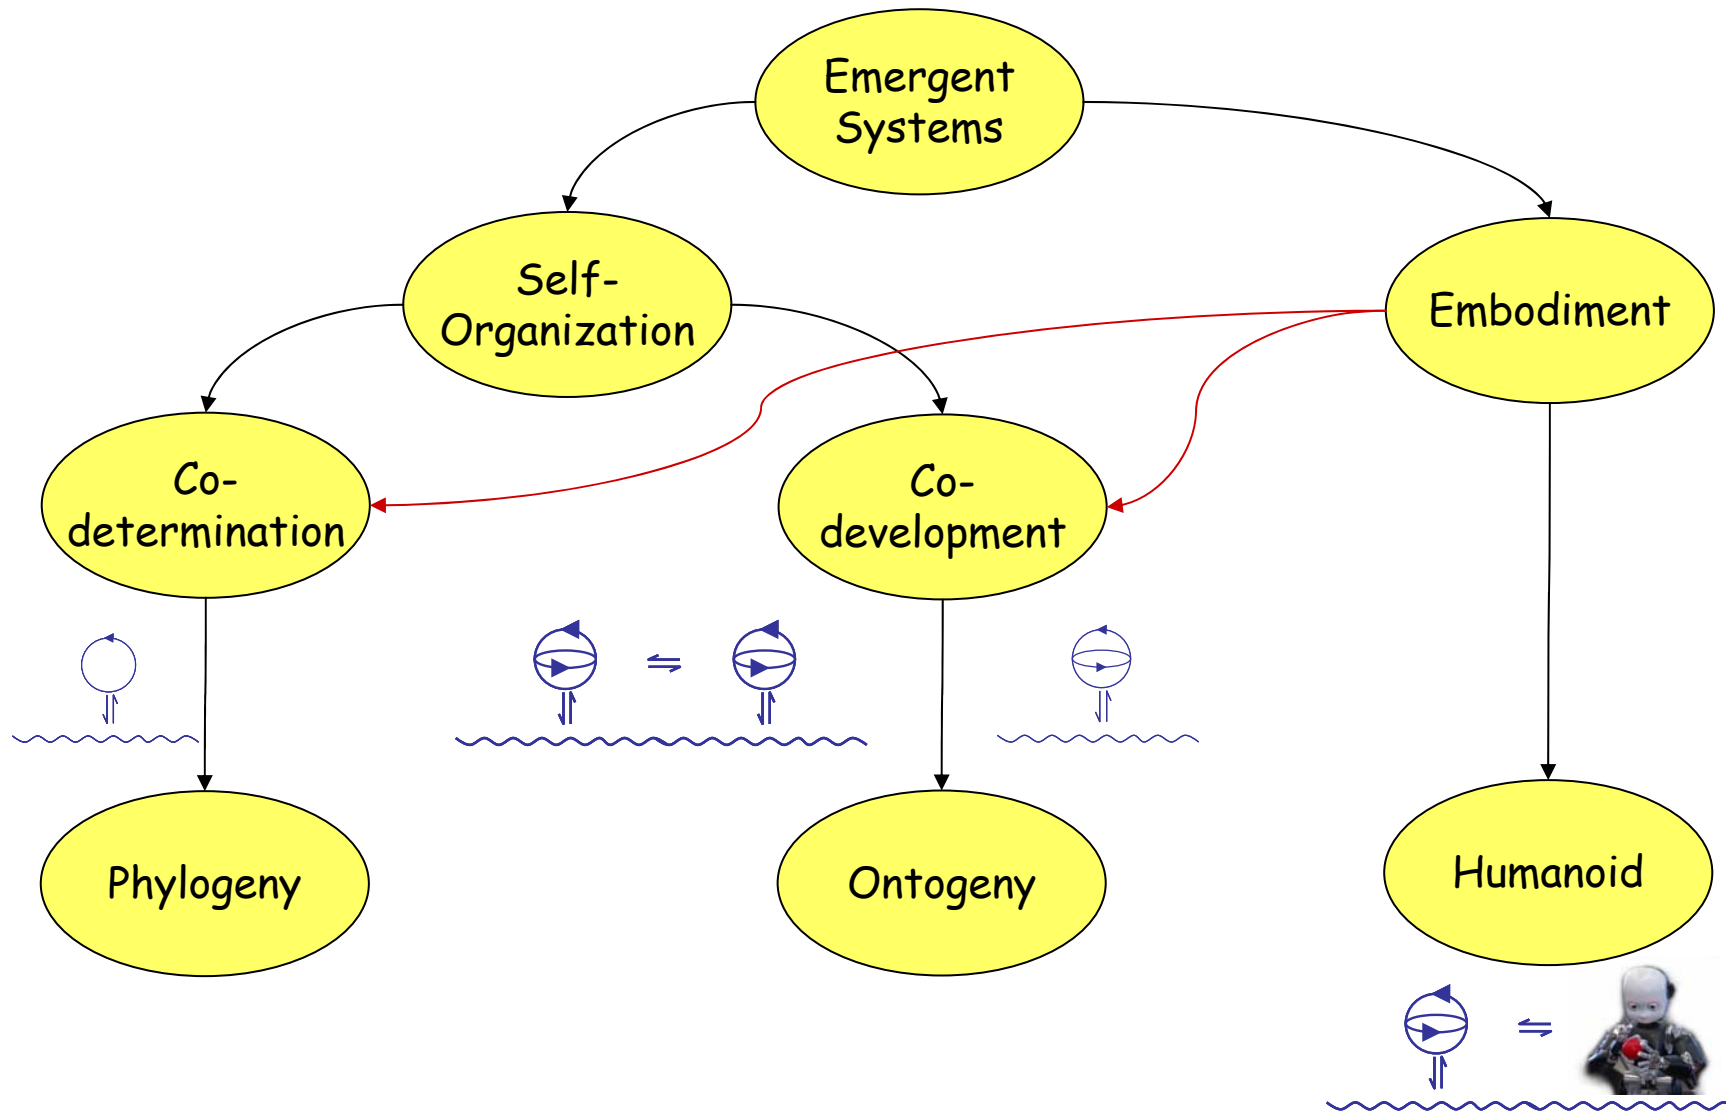 Emergent
Systems
Self-
Organization
Embodiment
Co-
determination
Co-
development
Phylogeny
Ontogeny
Humanoid